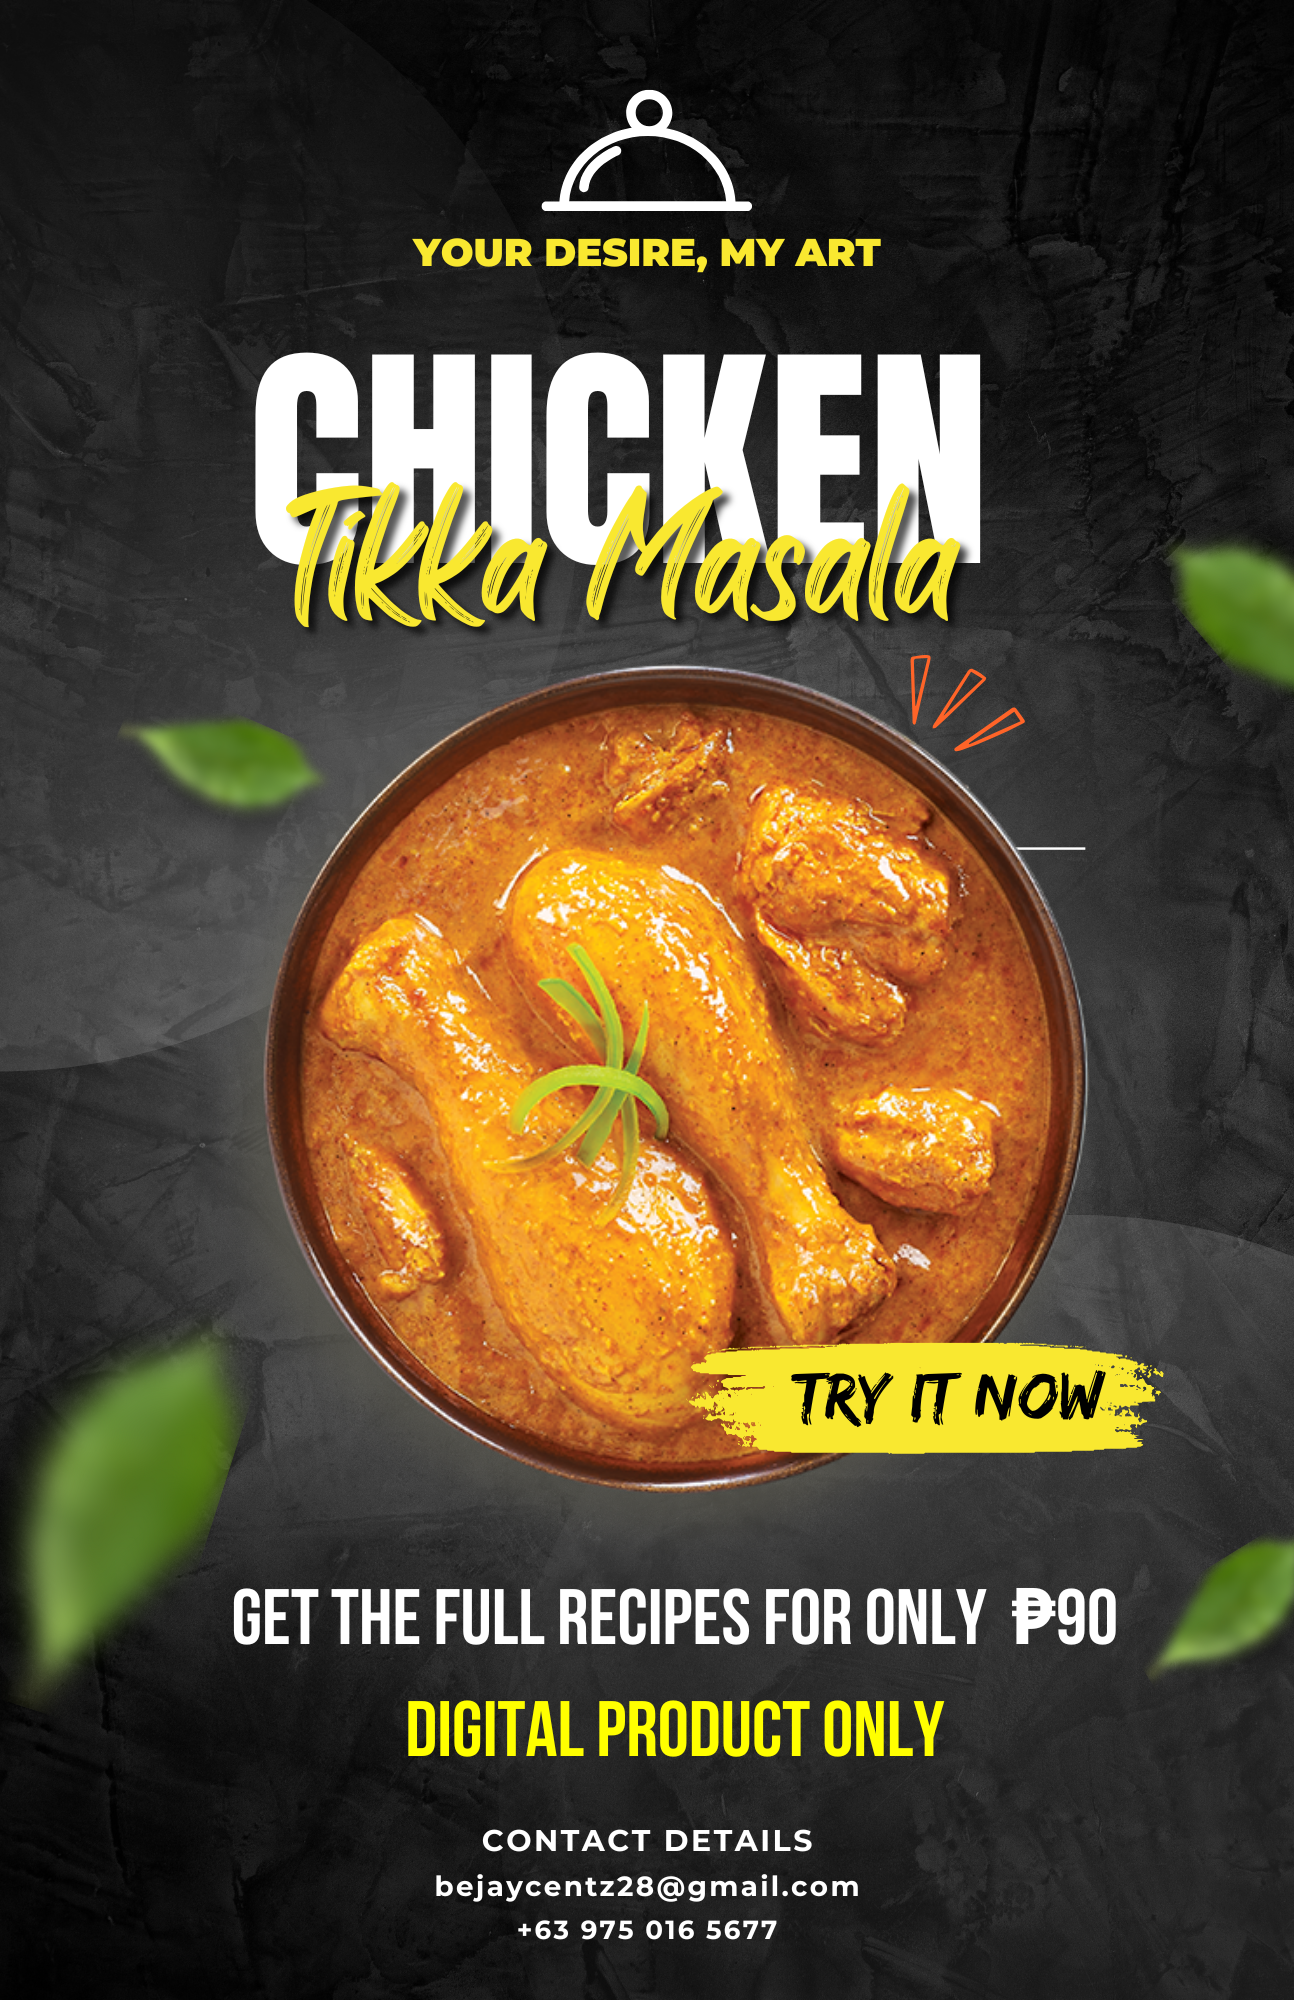 YOUR DESIRE, MY ART
CHICKEN
Tikka Masala
TRY IT NOW
GET THE FULL RECIPES FOR ONLY ₱90
DIGITAL PRODUCT ONLY
CONTACT DETAILS
bejaycentz28@gmail.com
+63 975 016 5677